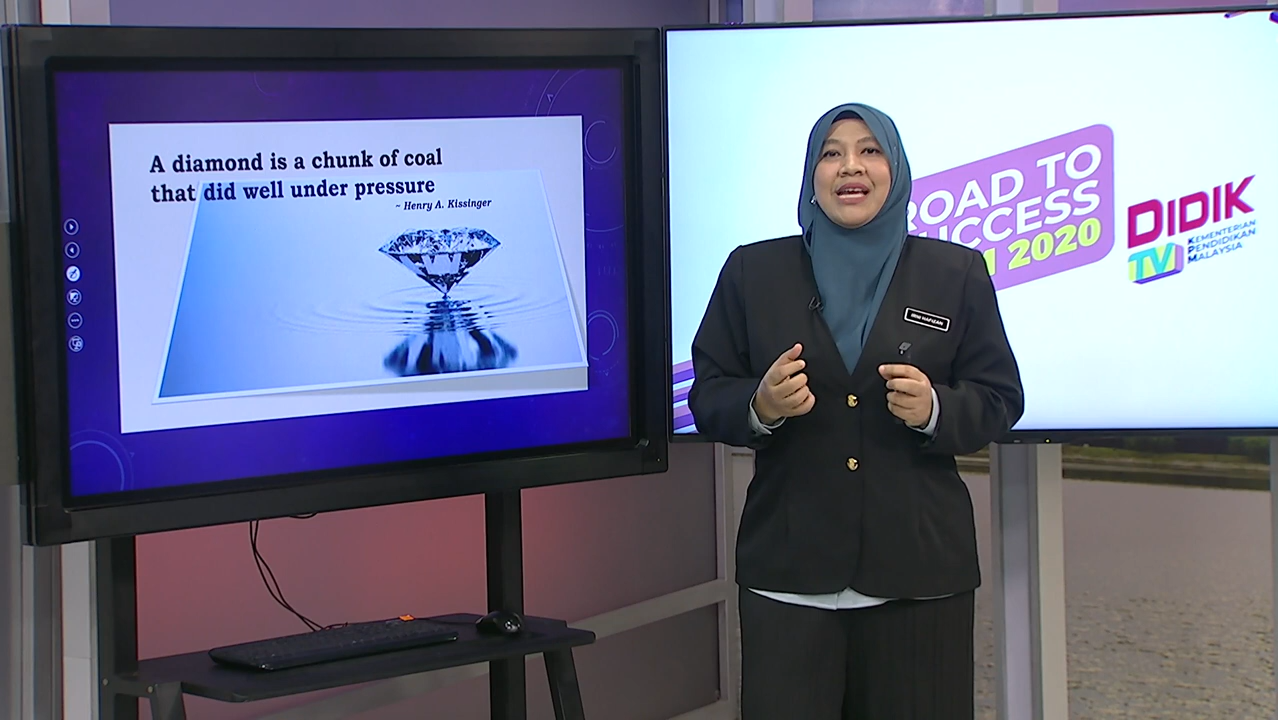 A diamond is a chunk of coal
that did well under pressure
~ Henry A. Kissinger
ROAD TO
2020
DIDIK
TV
KEMENTERIAN
PENDIDIKAN
MALAYSIA